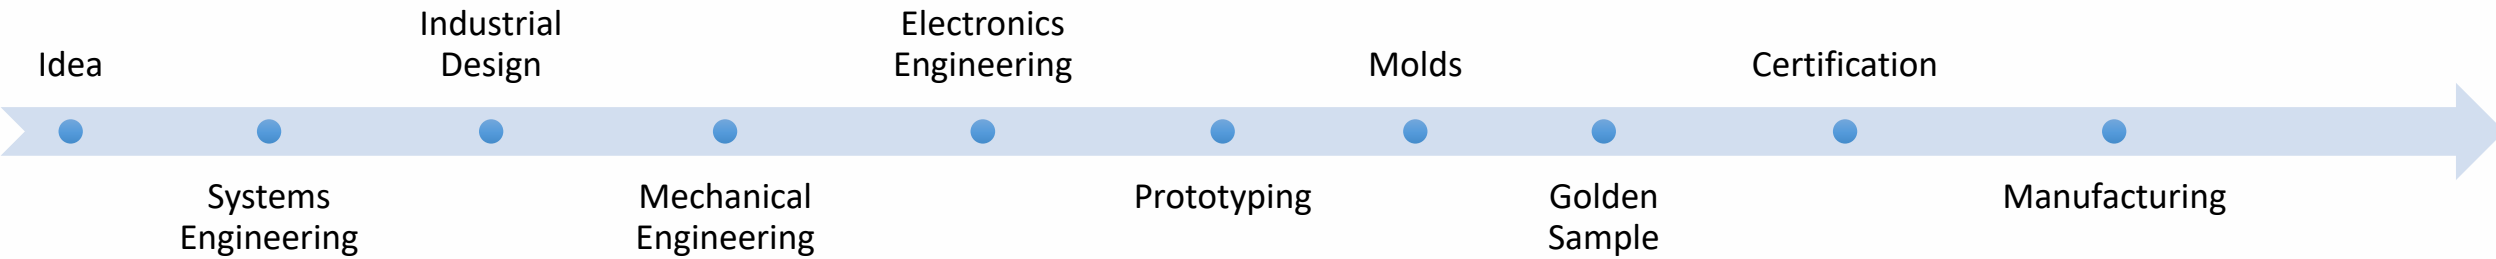 Idea
Systems
Engineering
Industrial
Design
Mechanical
Engineering
Electronics
Engineering
Prototyping
Molds
Golden
Sample
Certification
Manufacturing